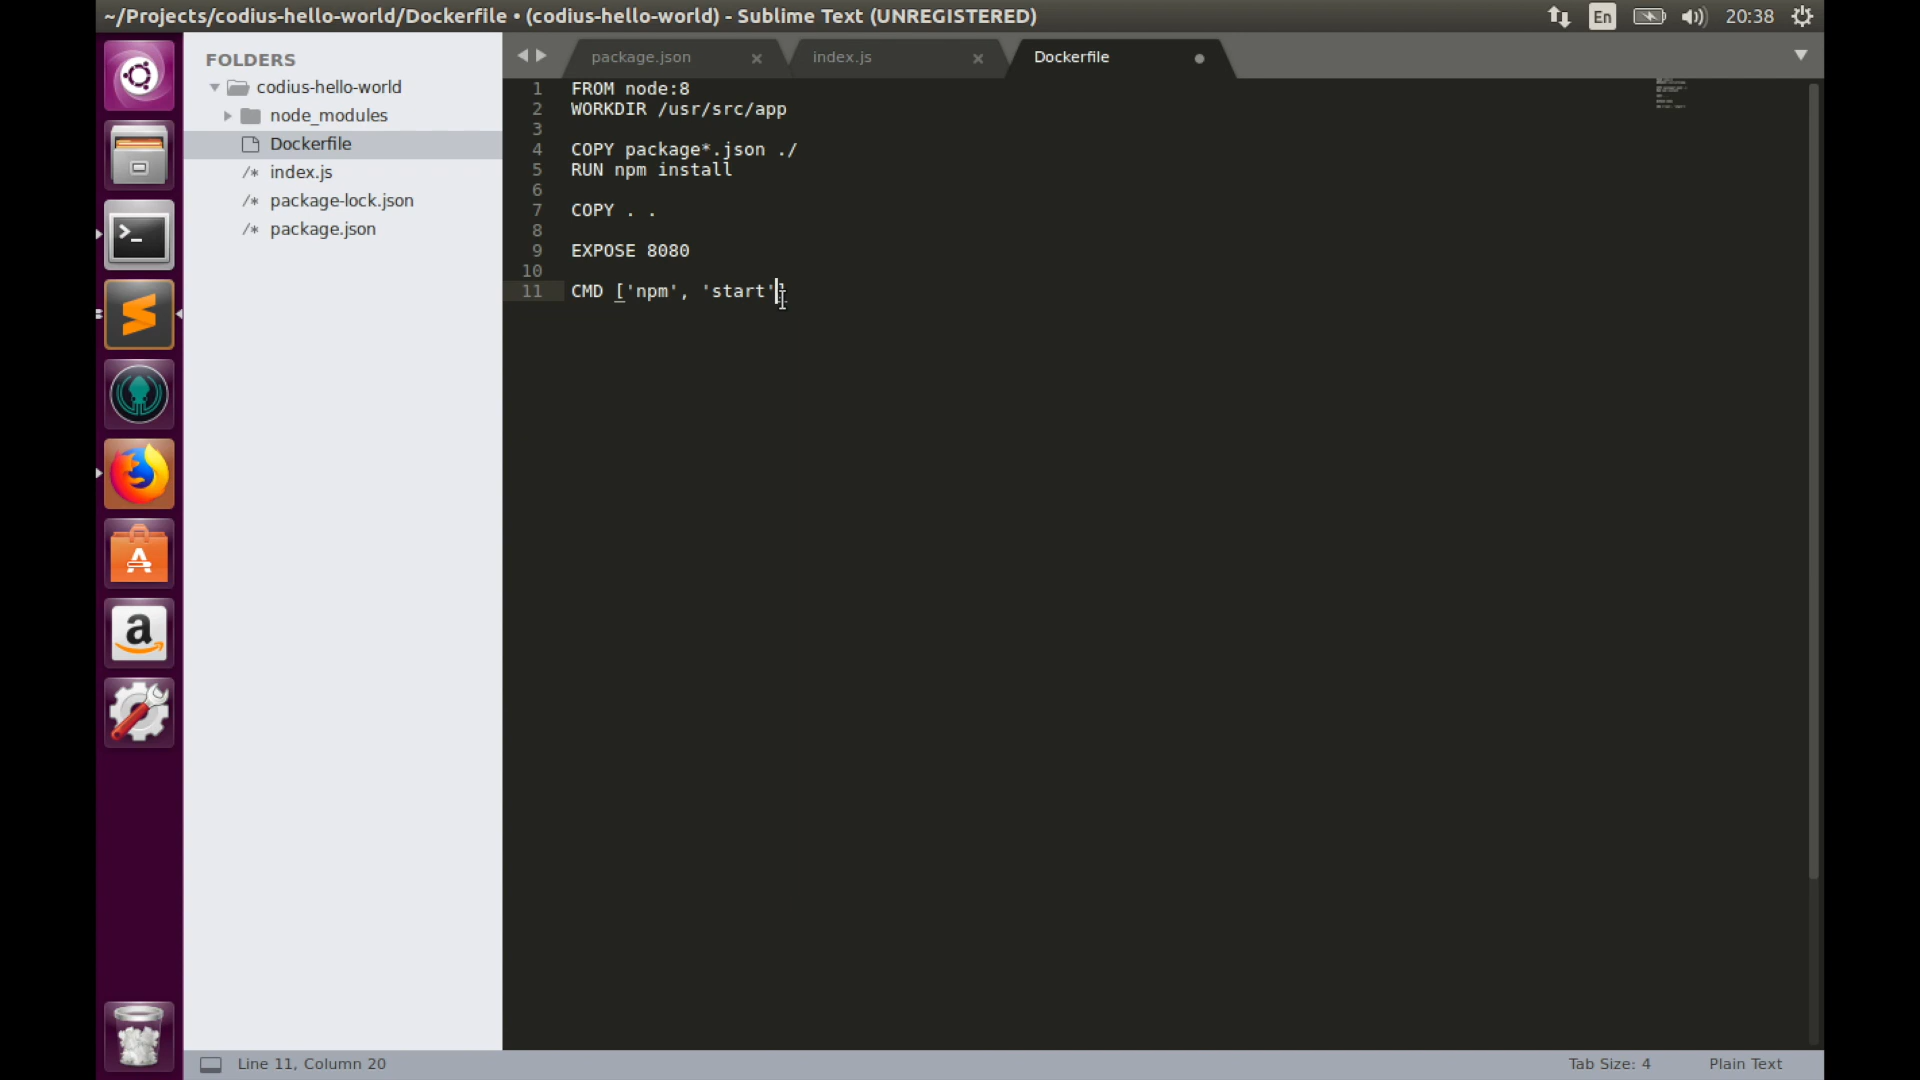 ~/Projects/codius-hello-world/Dockerfile • (codius-hello-world) - Sublime Text (UNREGISTERED)
En
20:38
FOLDERS
codius-hello-world
node_modules
Dockerfile
/* index.js
/* package-lock.json
/* package.json
package.json ×
index.js ×
Dockerfile
1 FROM node:8
2 WORKDIR /usr/src/app
3
4 COPY package*.json ./
5 RUN npm install
6
7 COPY . .
8
9 EXPOSE 8080
10
11 CMD ['npm', 'start']
Line 11, Column 20
Tab Size: 4
Plain Text